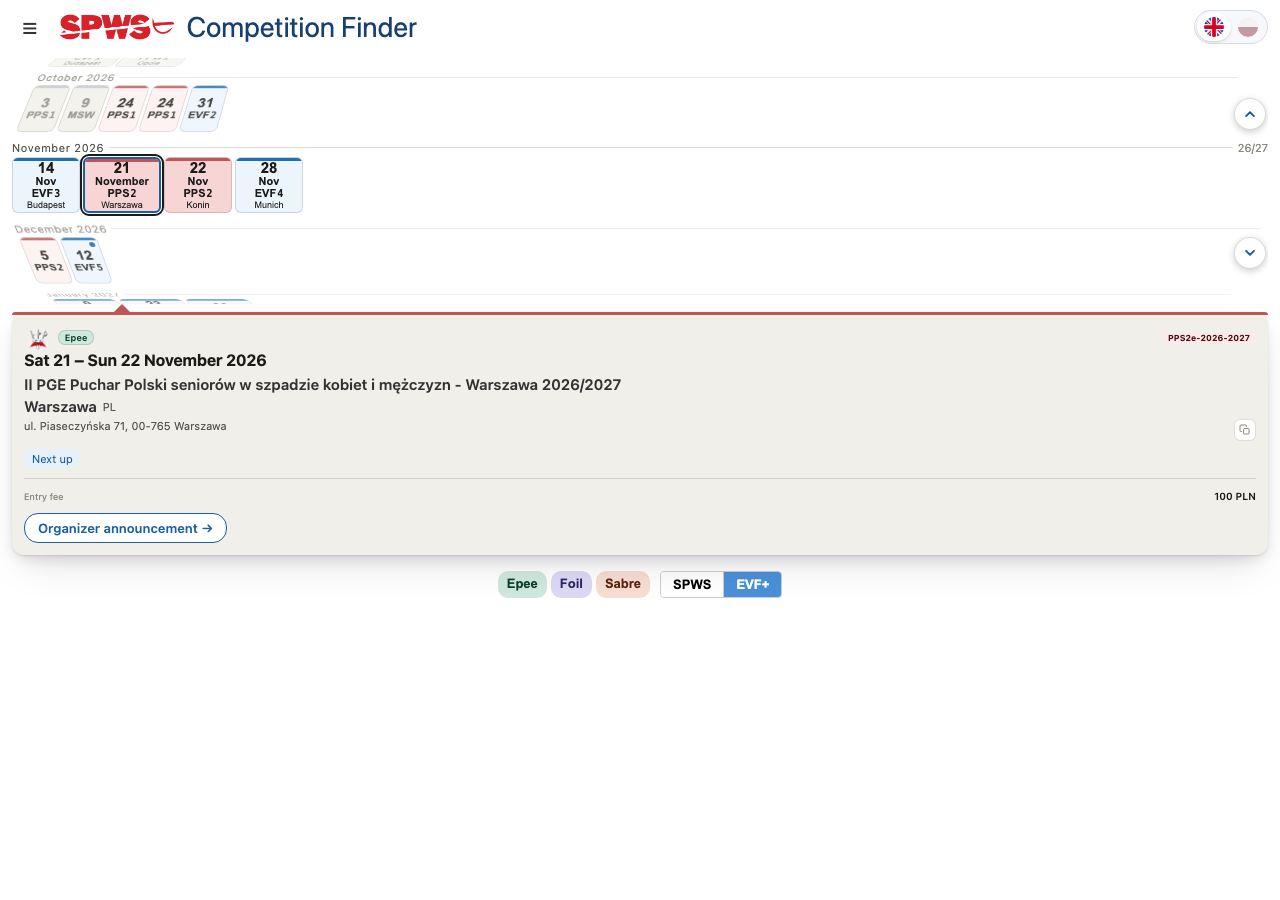 SPWS Competition Finder
Budapest Opole
October 2026
3 9 24 24 31
PPS1 MSW PPS1 PPS1 EVF2
November 2026 26/27
14 21 22 28
Nov November Nov Nov
EVF3 PPS2 PPS2 EVF4
Budapest Warszawa Konin Munich
December 2026
5 12
PPS2 EVF5
January 2027
Epee PPS2e-2026-2027
Sat 21 – Sun 22 November 2026
II PGE Puchar Polski seniorów w szpadzie kobiet i mężczyzn - Warszawa 2026/2027
Warszawa PL
ul. Piaseczyńska 71, 00-765 Warszawa
Next up
Entry fee 100 PLN
Organizer announcement →
Epee Foil Sabre SPWS EVF+